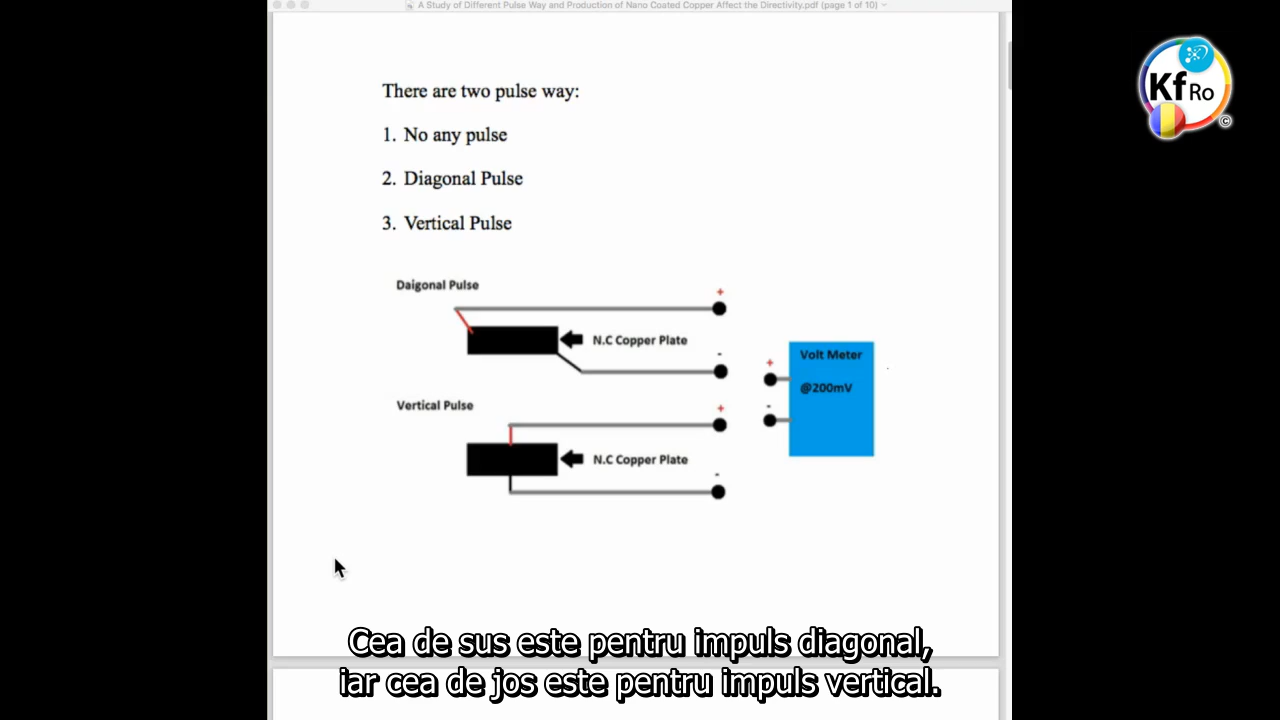 A Study of Different Pulse Way and Production of Nano Coated Copper Affect the Directivity.pdf (page 1 of 10)
There are two pulse way:
1. No any pulse
2. Diagonal Pulse
3. Vertical Pulse
Daigonal Pulse
+
N.C Copper Plate
-
Vertical Pulse
+
N.C Copper Plate
-
Volt Meter
+
@200mV
-
Kf Ro
©
Cea de sus este pentru impuls diagonal,
iar cea de jos este pentru impuls vertical.